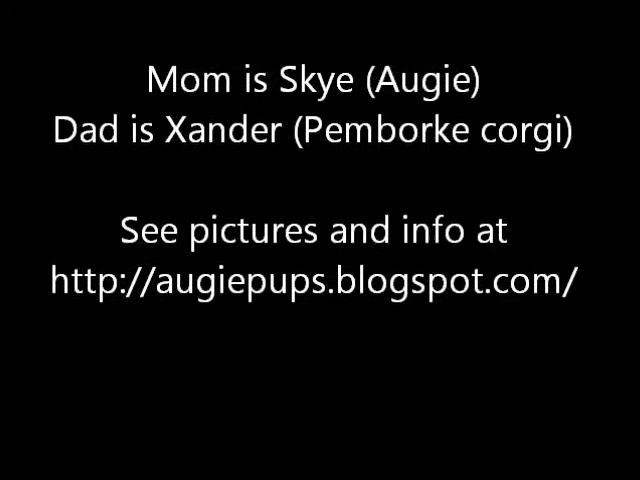 Mom is Skye (Augie)
Dad is Xander (Pemborke corgi)
See pictures and info at
http://augiepups.blogspot.com/